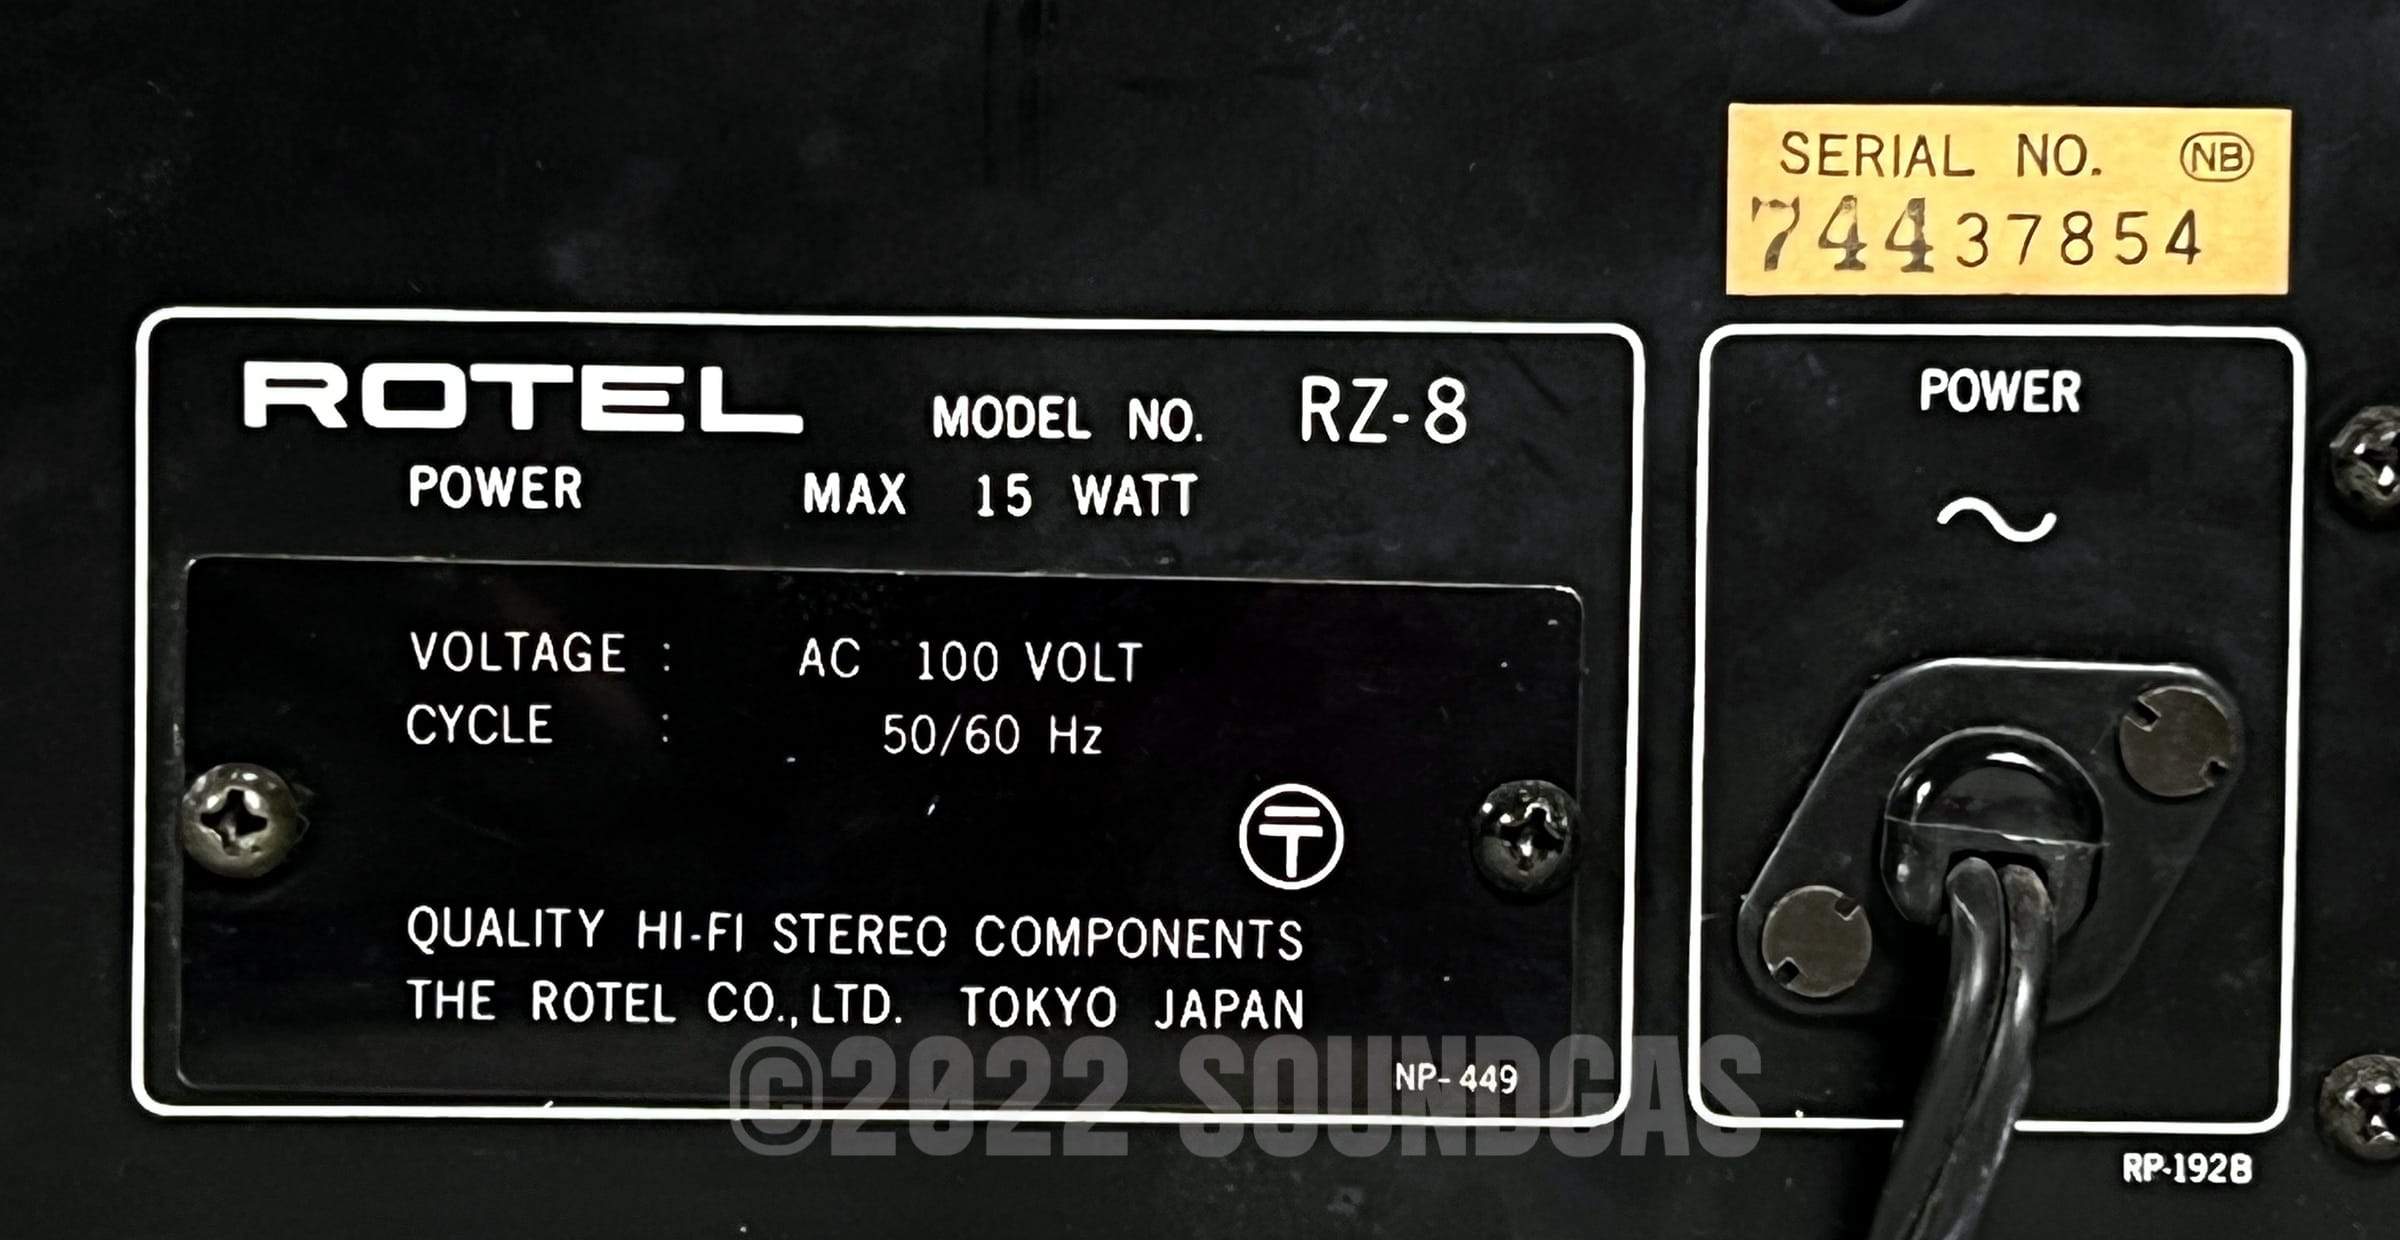 SERIAL NO. NB
74437854
ROTEL MODEL NO. RZ-8
POWER MAX 15 WATT
POWER
VOLTAGE : AC 100 VOLT
CYCLE : 50/60 Hz
QUALITY HI-FI STEREO COMPONENTS
THE ROTEL CO.,LTD. TOKYO JAPAN
NP-449
©2022 SOUNDGAS
RP-192B